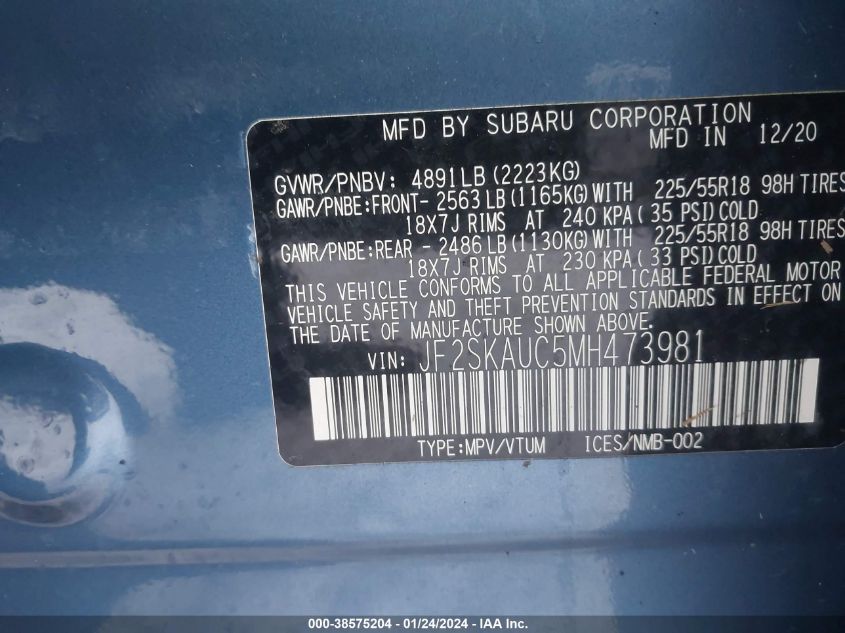 MFD BY SUBARU CORPORATION
MFD IN 12/20
GVWR/PNBV: 4891LB (2223KG)
GAWR/PNBE:FRONT- 2563 LB (1165KG) WITH 225/55R18 98H TIRES
18X7J RIMS AT 240 KPA ( 35 PSI) COLD
GAWR/PNBE:REAR - 2486 LB (1130KG) WITH 225/55R18 98H TIRES
18X7J RIMS AT 230 KPA ( 33 PSI) COLD
THIS VEHICLE CONFORMS TO ALL APPLICABLE FEDERAL MOTOR
VEHICLE SAFETY AND THEFT PREVENTION STANDARDS IN EFFECT ON
THE DATE OF MANUFACTURE SHOWN ABOVE.
VIN: JF2SKAUC5MH473981
TYPE:MPV/VTUM ICES/NMB-002
000-38575204 - 01/24/2024 - IAA Inc.